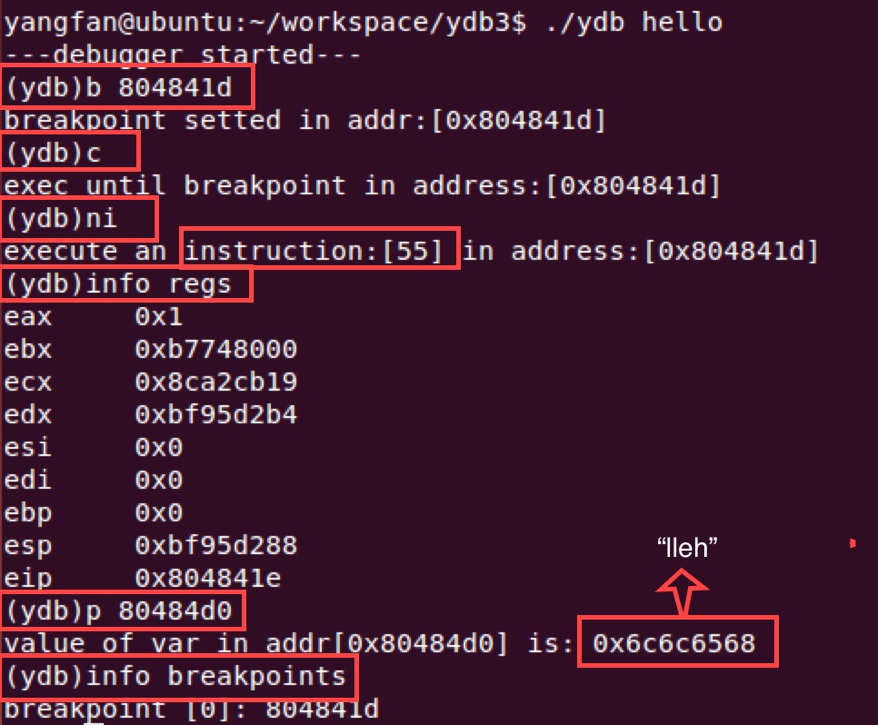 yangfan@ubuntu:~/workspace/ydb3$ ./ydb hello
---debugger started---
(ydb)b 804841d
breakpoint setted in addr:[0x804841d]
(ydb)c
exec until breakpoint in address:[0x804841d]
(ydb)ni
execute an instruction:[55] in address:[0x804841d]
(ydb)info regs
eax 0x1
ebx 0xb7748000
ecx 0x8ca2cb19
edx 0xbf95d2b4
esi 0x0
edi 0x0
ebp 0x0
esp 0xbf95d288
“lleh”
eip 0x804841e
(ydb)p 80484d0
value of var in addr[0x80484d0] is: 0x6c6c6568
(ydb)info breakpoints
breakpoint [0]: 804841d